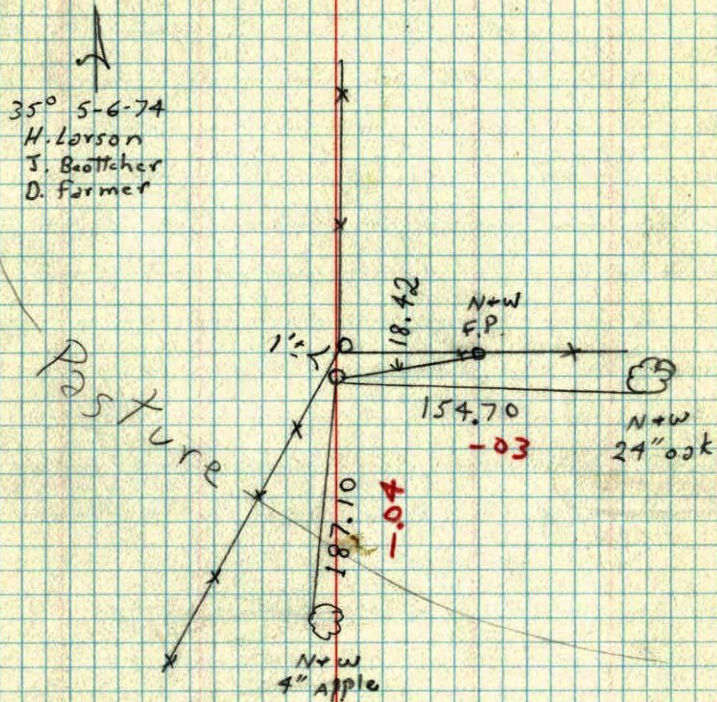 35° 5-6-74
H. Larson
J. Boettcher
D. Farmer
Pasture
1'±
18.42
N+W
F.P.
154.70
-03
N+W
24" oak
187.10
-.04
N+W
4" Apple